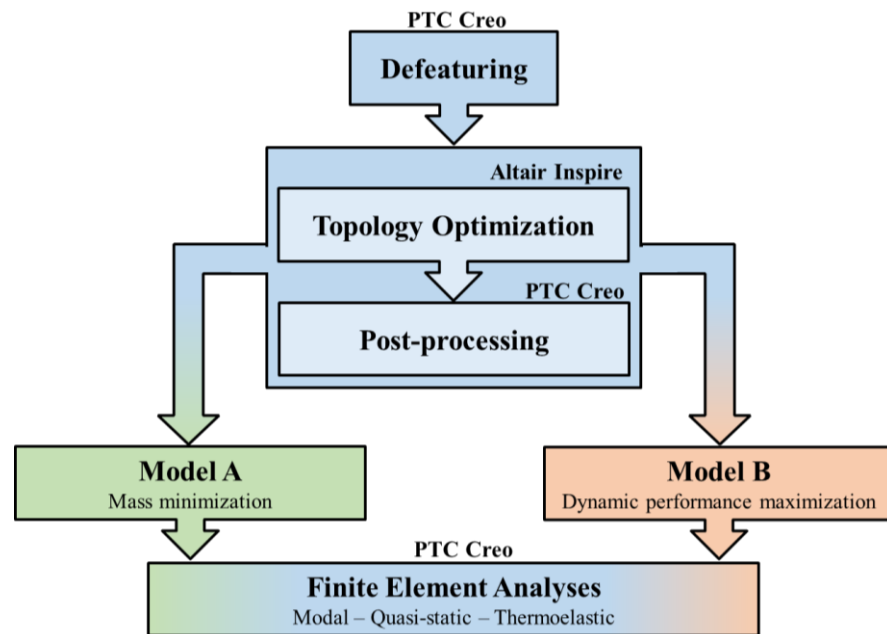 PTC Creo
Defeaturing
Altair Inspire
Topology Optimization
PTC Creo
Post-processing
Model A
Mass minimization
Model B
Dynamic performance maximization
PTC Creo
Finite Element Analyses
Modal – Quasi-static – Thermoelastic